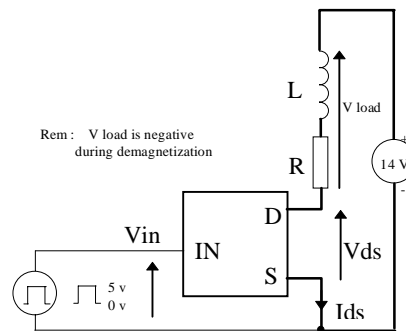 L
V load
Rem : V load is negative
during demagnetization
R
+
14 V
-
D
Vin
IN
Vds
S
5 v
0 v
Ids